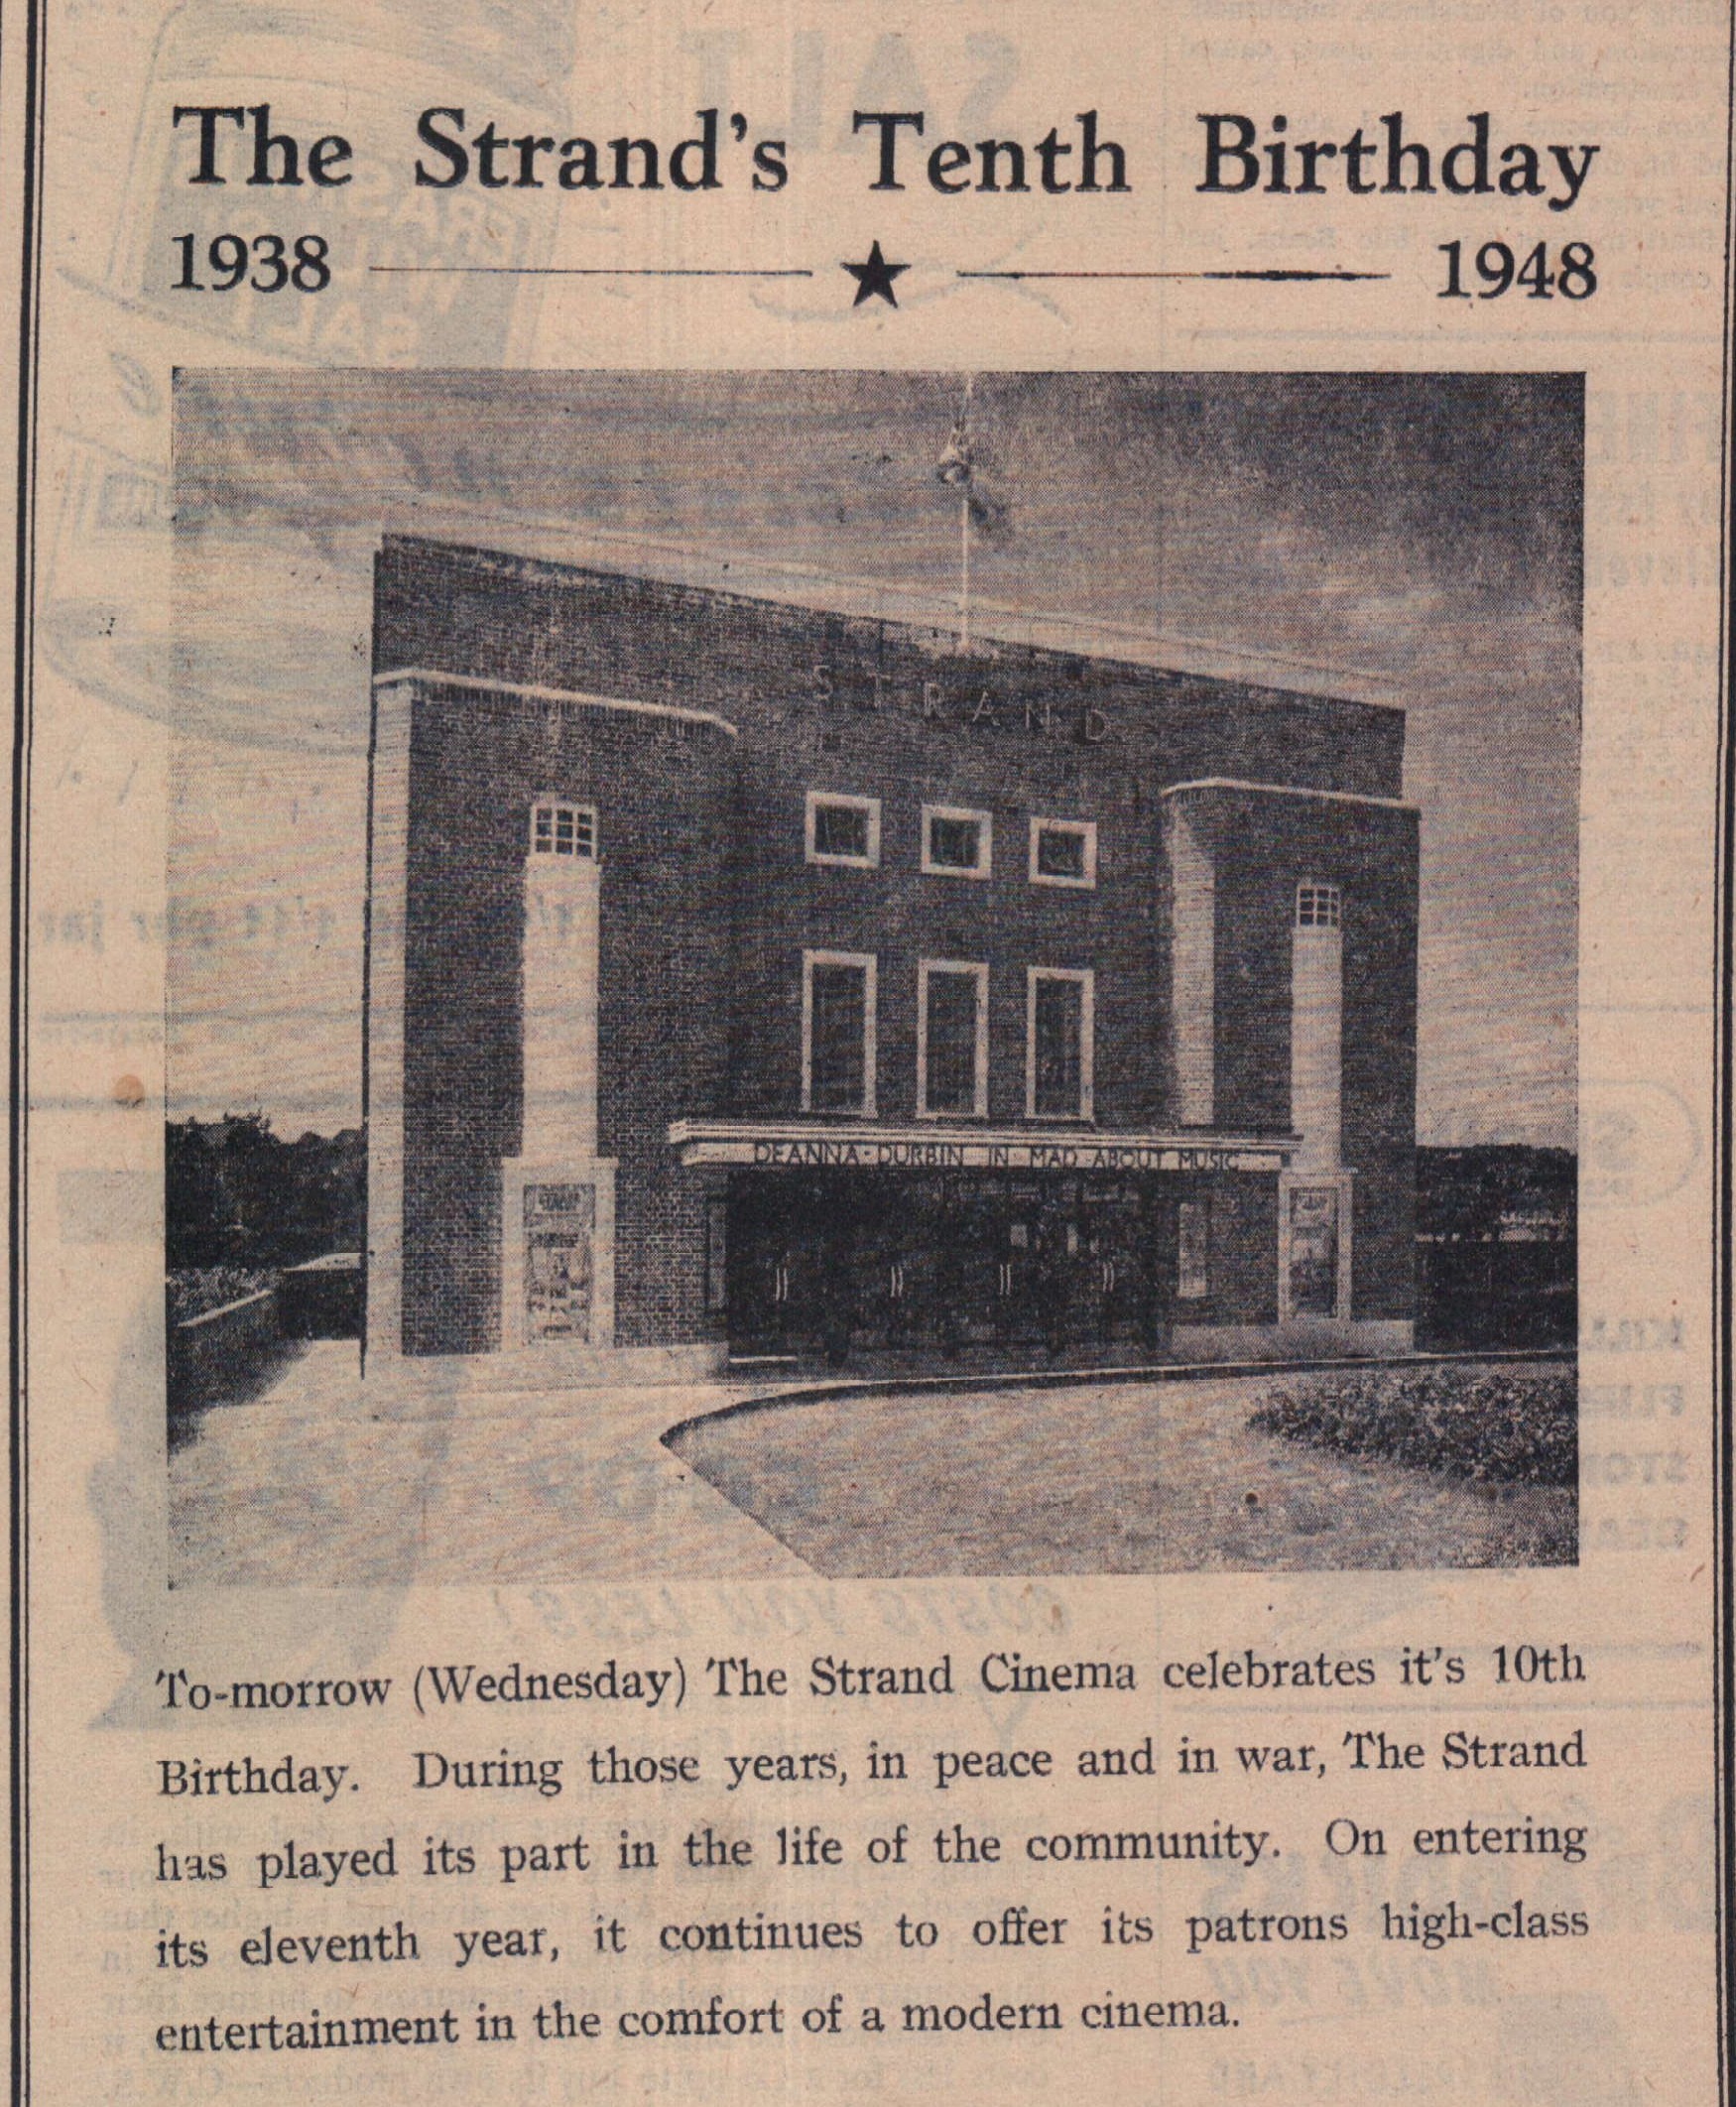 The Strand's Tenth Birthday
1938 ★ 1948
STRAND
DEANNA·DURBIN IN MAD ABOUT MUSIC
To-morrow (Wednesday) The Strand Cinema celebrates it's 10th
Birthday. During those years, in peace and in war, The Strand
has played its part in the life of the community. On entering
its eleventh year, it continues to offer its patrons high-class
entertainment in the comfort of a modern cinema.